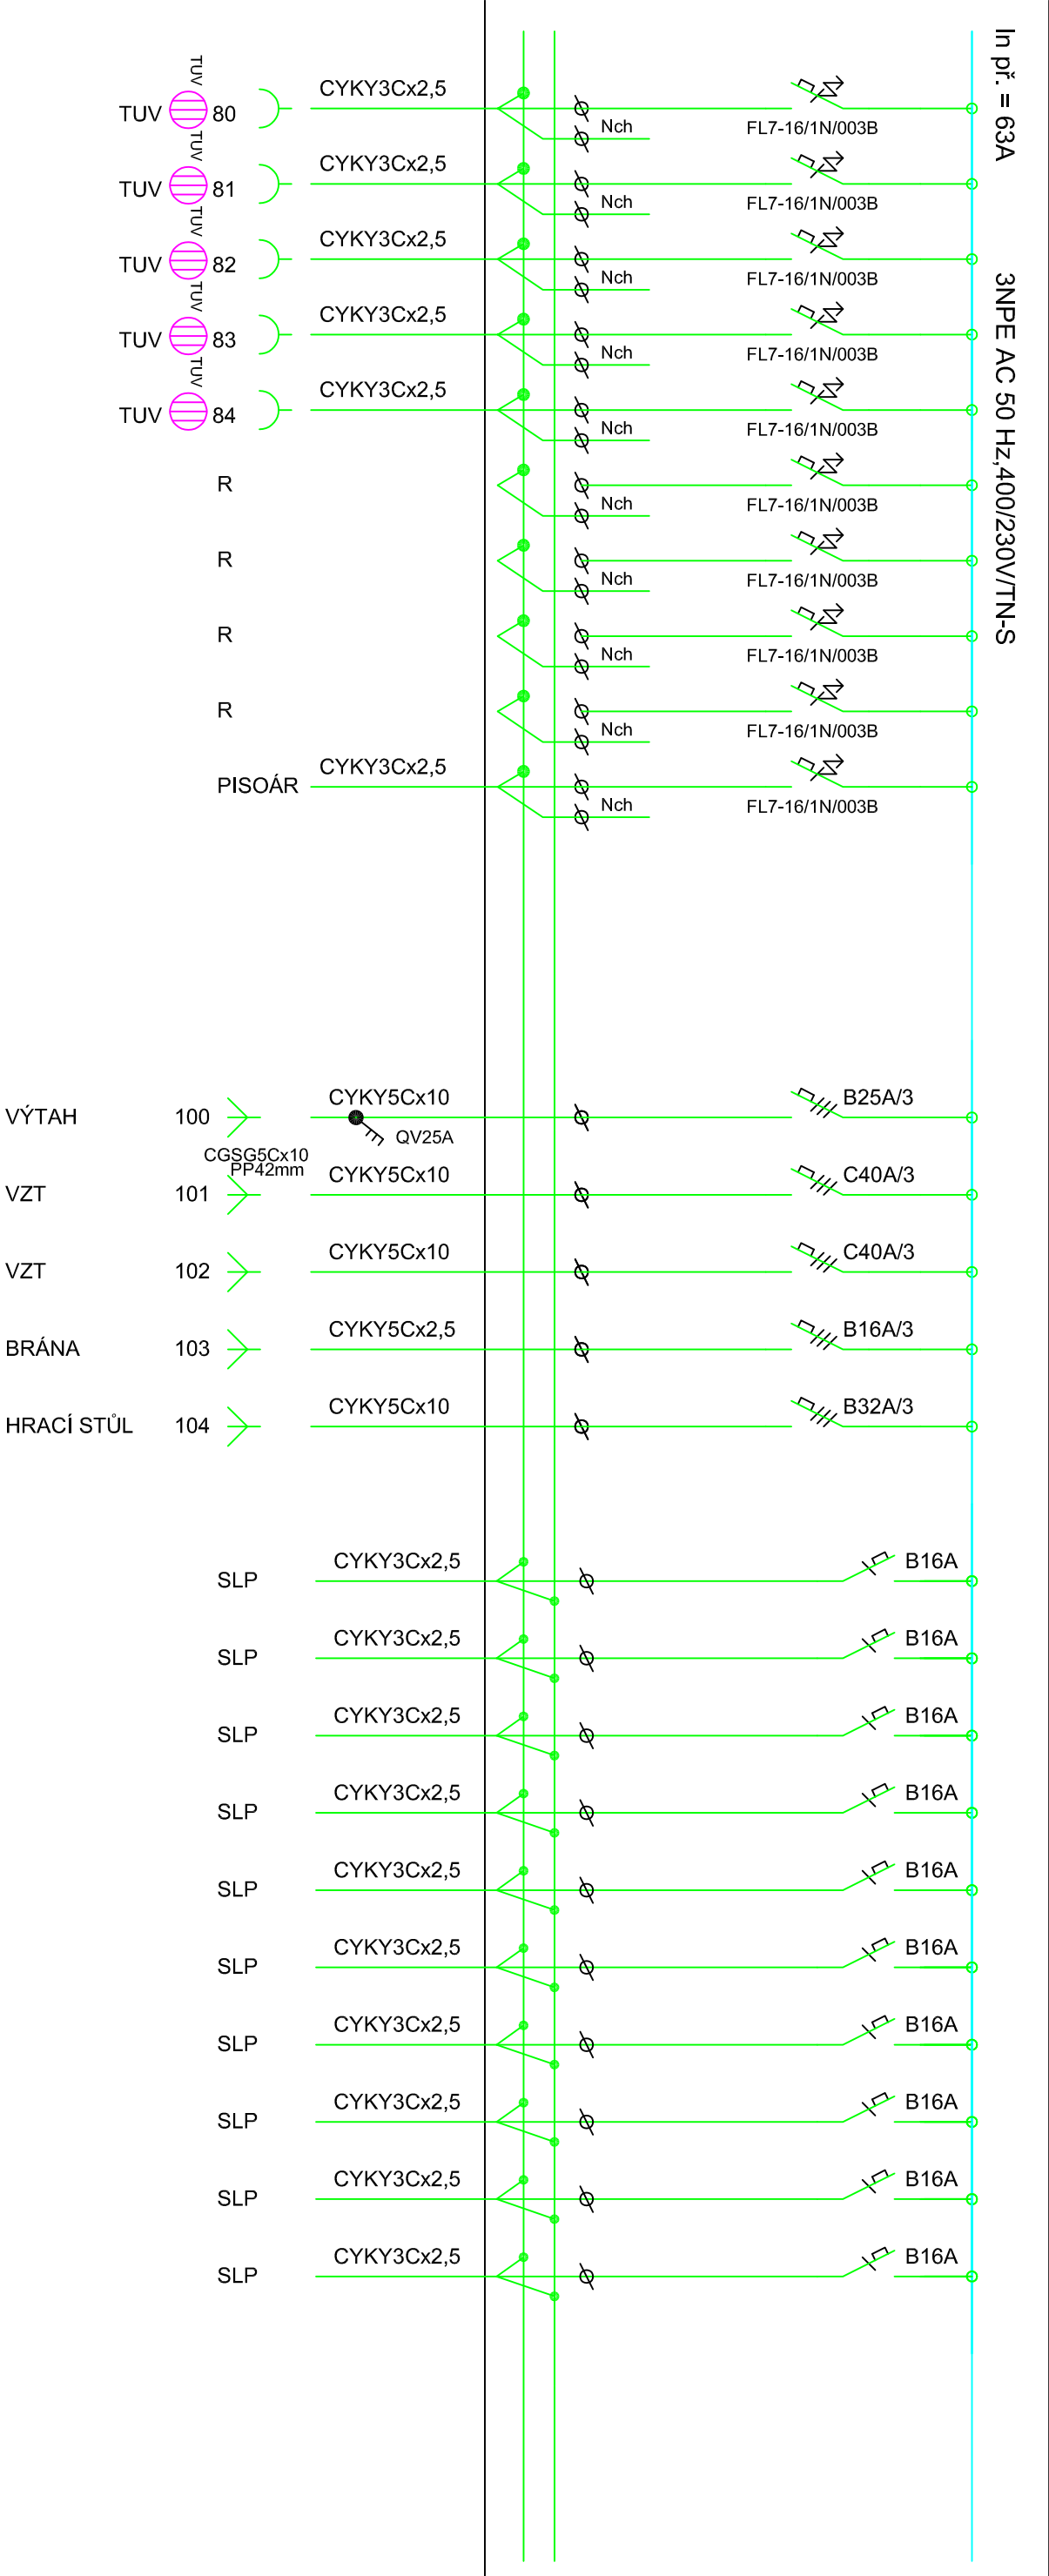 In př. = 63A
3NPE AC 50 Hz,400/230V/TN-S
TUV
TUV 80 CYKY3Cx2,5 Nch FL7-16/1N/003B
TUV
TUV 81 CYKY3Cx2,5 Nch FL7-16/1N/003B
TUV
TUV 82 CYKY3Cx2,5 Nch FL7-16/1N/003B
TUV
TUV 83 CYKY3Cx2,5 Nch FL7-16/1N/003B
TUV
TUV 84 CYKY3Cx2,5 Nch FL7-16/1N/003B
R Nch FL7-16/1N/003B
R Nch FL7-16/1N/003B
R Nch FL7-16/1N/003B
R Nch FL7-16/1N/003B
PISOÁR CYKY3Cx2,5 Nch FL7-16/1N/003B
VÝTAH 100 CYKY5Cx10 QV25A B25A/3
CGSG5Cx10
PP42mm
VZT 101 CYKY5Cx10 C40A/3
VZT 102 CYKY5Cx10 C40A/3
BRÁNA 103 CYKY5Cx2,5 B16A/3
HRACÍ STŮL 104 CYKY5Cx10 B32A/3
SLP CYKY3Cx2,5 B16A
SLP CYKY3Cx2,5 B16A
SLP CYKY3Cx2,5 B16A
SLP CYKY3Cx2,5 B16A
SLP CYKY3Cx2,5 B16A
SLP CYKY3Cx2,5 B16A
SLP CYKY3Cx2,5 B16A
SLP CYKY3Cx2,5 B16A
SLP CYKY3Cx2,5 B16A
SLP CYKY3Cx2,5 B16A